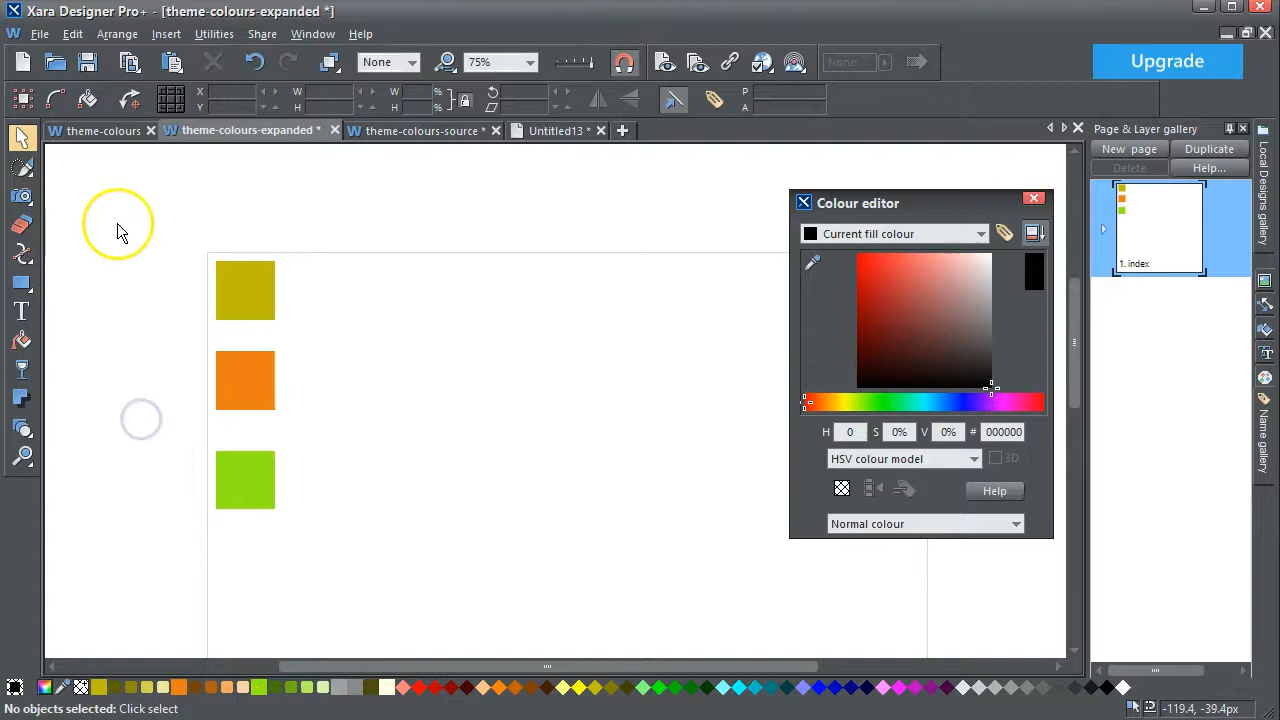 Xara Designer Pro+ - [theme-colours-expanded *]
File Edit Arrange Insert Utilities Share Window Help
None 75% None Upgrade
X Y W H W H % % P A
theme-colours theme-colours-expanded * theme-colours-source * Untitled13 *
Page & Layer gallery
New page Duplicate
Delete Help...
1. index
Local Designs gallery
Name gallery
Colour editor
Current fill colour
H 0 S 0% V 0% # 000000
HSV colour model 3D
Help
Normal colour
No objects selected: Click select
-119.4, -39.4px